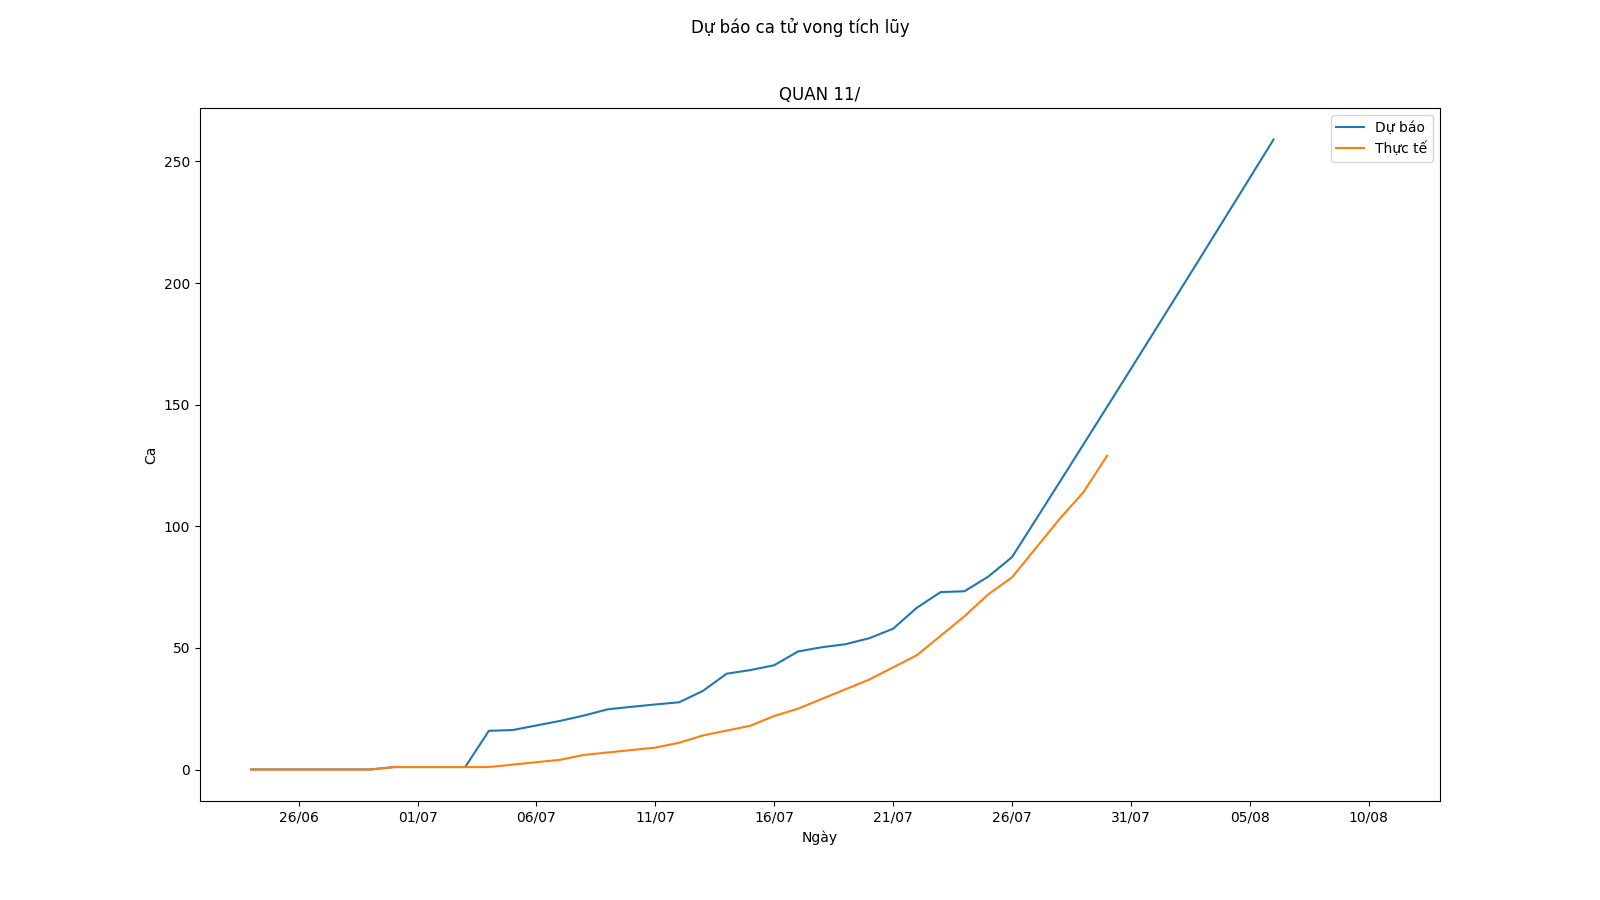 Dự báo ca tử vong tích lũy
QUAN 11/
Dự báo
Thực tế
250
200
150
100
50
0
Ca
26/06 01/07 06/07 11/07 16/07 21/07 26/07 31/07 05/08 10/08
Ngày